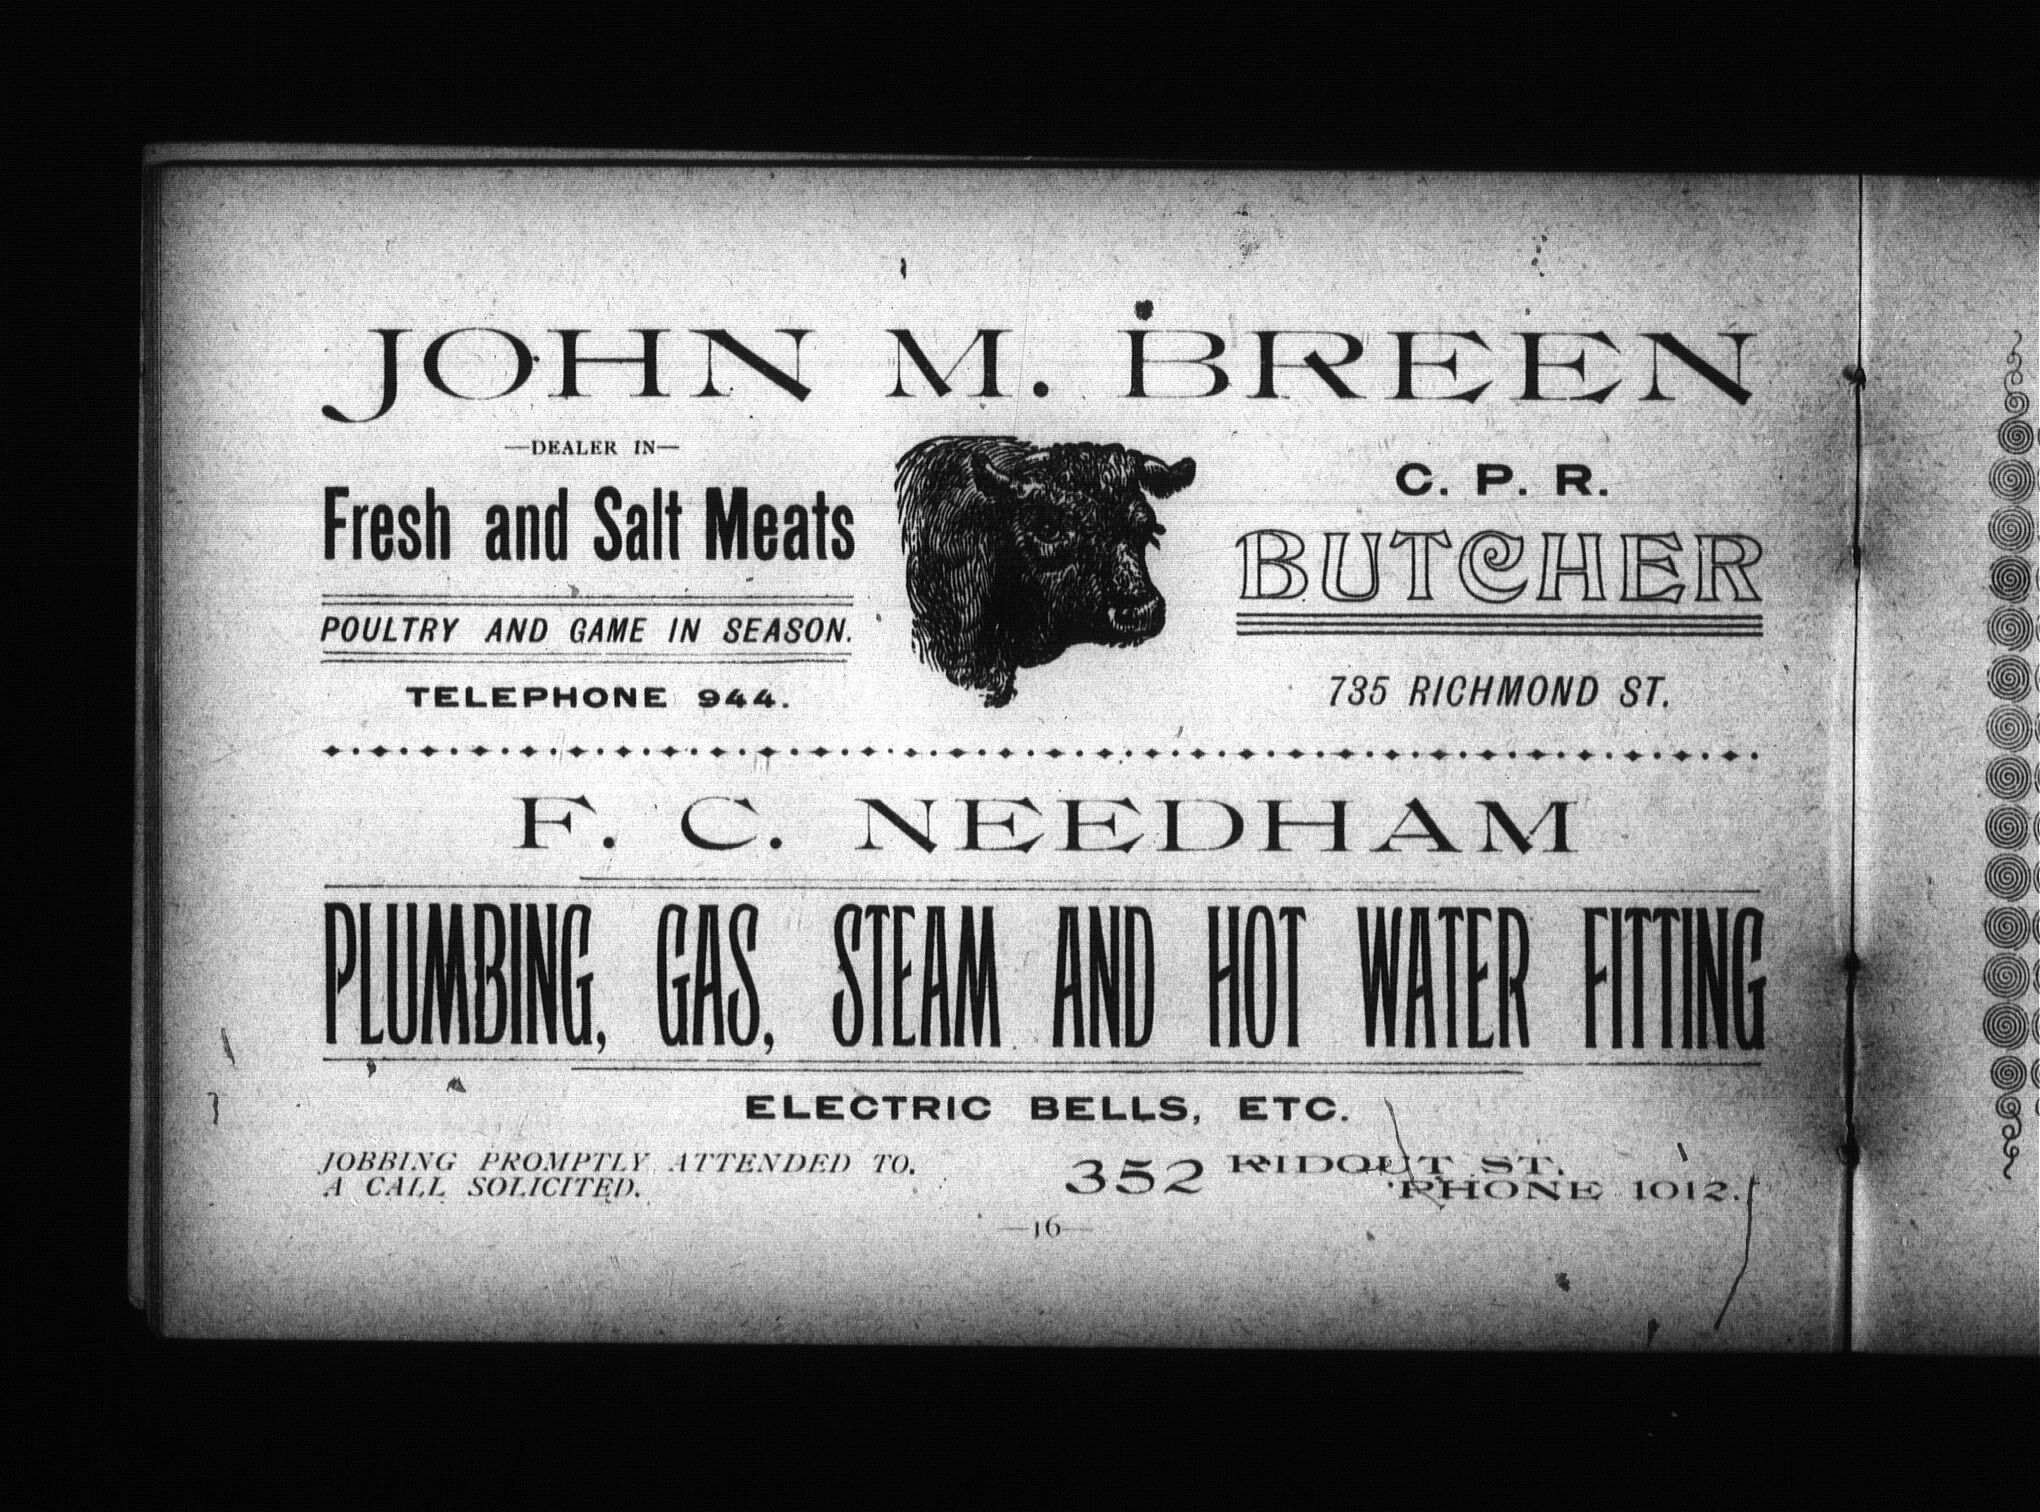 JOHN M. BREEN
—DEALER IN—
Fresh and Salt Meats
POULTRY AND GAME IN SEASON.
TELEPHONE 944.
C. P. R.
BUTCHER
735 RICHMOND ST.
F. C. NEEDHAM
PLUMBING, GAS, STEAM AND HOT WATER FITTING
ELECTRIC BELLS, ETC.
JOBBING PROMPTLY ATTENDED TO.
A CALL SOLICITED.
352 RIDOUT ST.
'PHONE 1012.
—16—